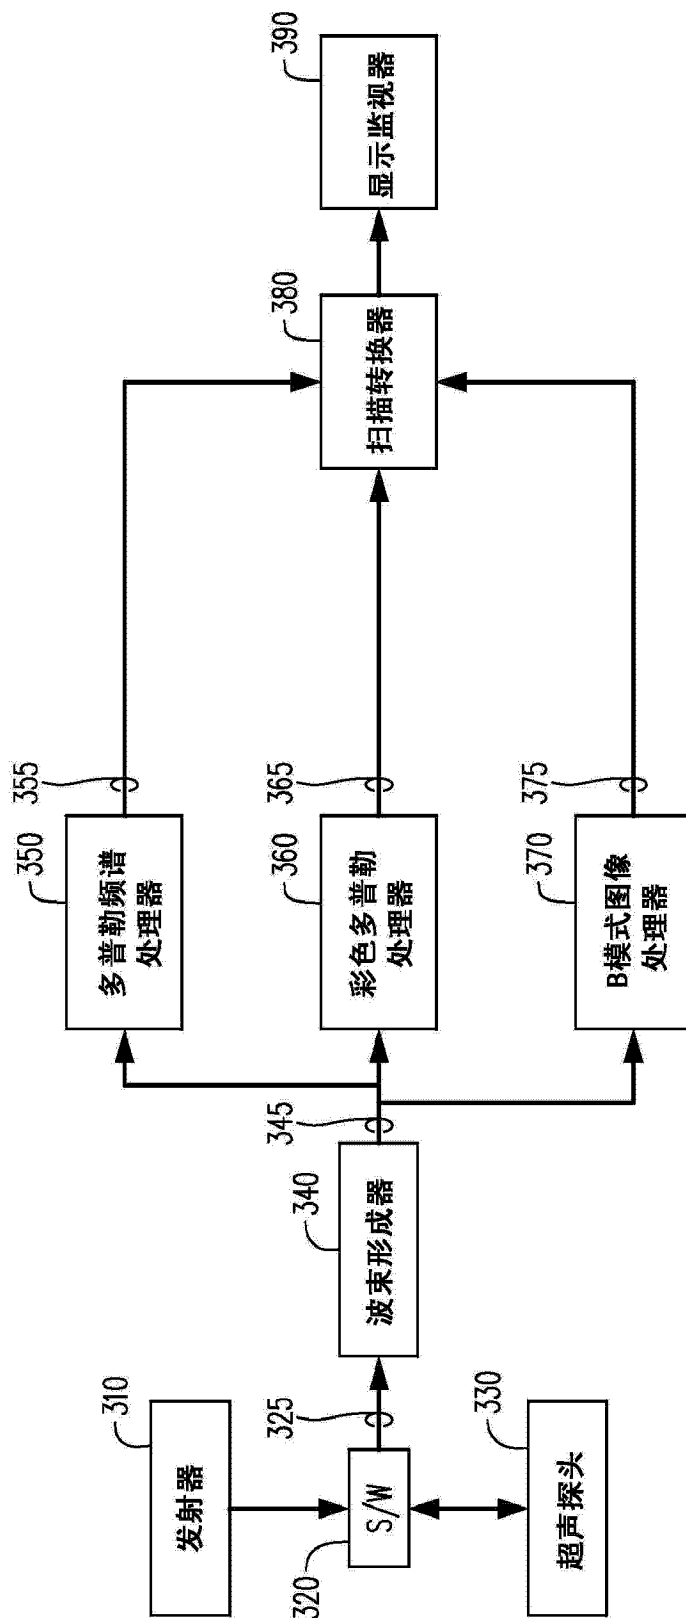 310
发射器
320
S/W
325
330
超声探头
340
波束形成器
345
350
多普勒频谱
处理器
355
360
彩色多普勒
处理器
365
370
B模式图像
处理器
375
380
扫描转换器
390
显示监视器